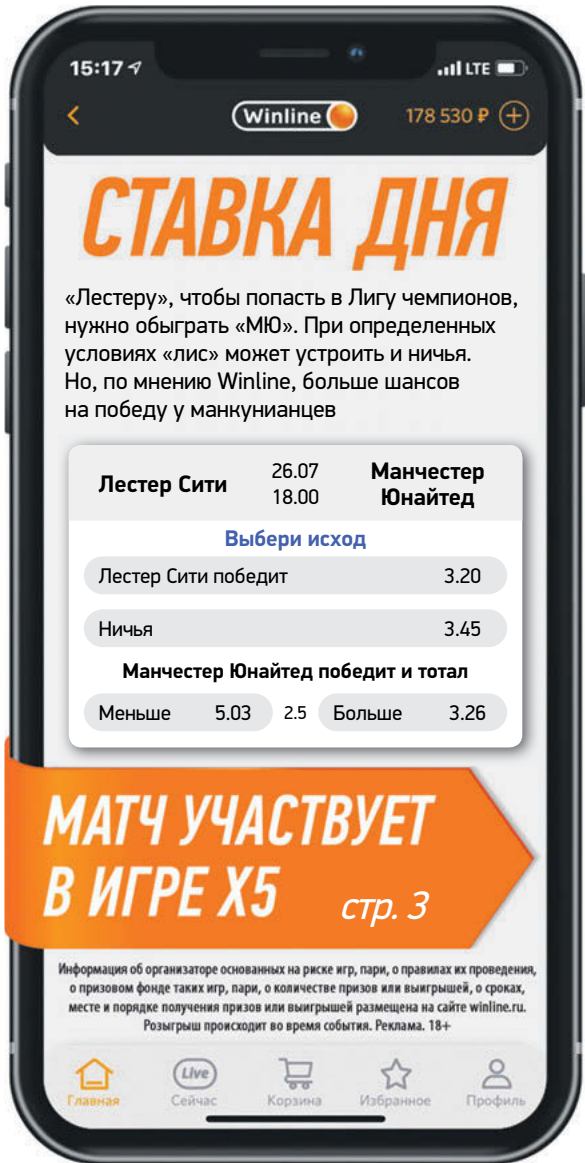 15:17 LTE
Winline 178 530 ₽
СТАВКА ДНЯ
«Лестеру», чтобы попасть в Лигу чемпионов,
нужно обыграть «МЮ». При определенных
условиях «лис» может устроить и ничья.
Но, по мнению Winline, больше шансов
на победу у манкунианцев
Лестер Сити 26.07 Манчестер
18.00 Юнайтед
Выбери исход
Лестер Сити победит 3.20
Ничья 3.45
Манчестер Юнайтед победит и тотал
Меньше 5.03 2.5 Больше 3.26
МАТЧ УЧАСТВУЕТ
В ИГРЕ X5 стр. 3
Информация об организаторе основанных на риске игр, пари, о правилах их проведения,
о призовом фонде таких игр, пари, о количестве призов или выигрышей, о сроках,
месте и порядке получения призов или выигрышей размещена на сайте winline.ru.
Розыгрыш происходит во время события. Реклама. 18+
Live
Главная Сейчас Корзина Избранное Профиль